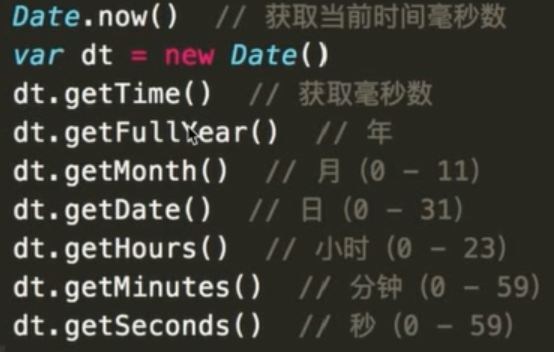 Date.now()  // 获取当前时间毫秒数
var dt = new Date()
dt.getTime()  // 获取毫秒数
dt.getFullYear()  // 年
dt.getMonth()  // 月 (0 - 11)
dt.getDate()  // 日 (0 - 31)
dt.getHours()  // 小时 (0 - 23)
dt.getMinutes()  // 分钟 (0 - 59)
dt.getSeconds()  // 秒 (0 - 59)